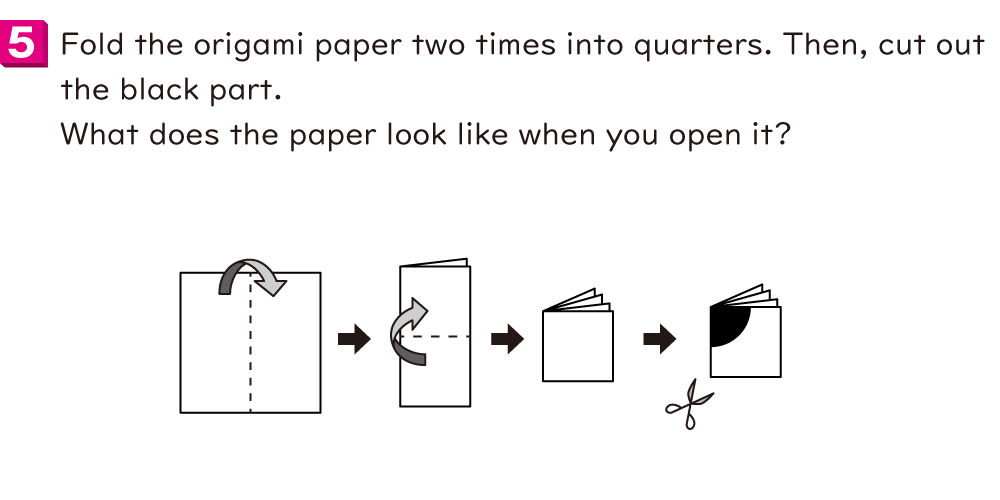 5 Fold the origami paper two times into quarters. Then, cut out
the black part.
What does the paper look like when you open it?